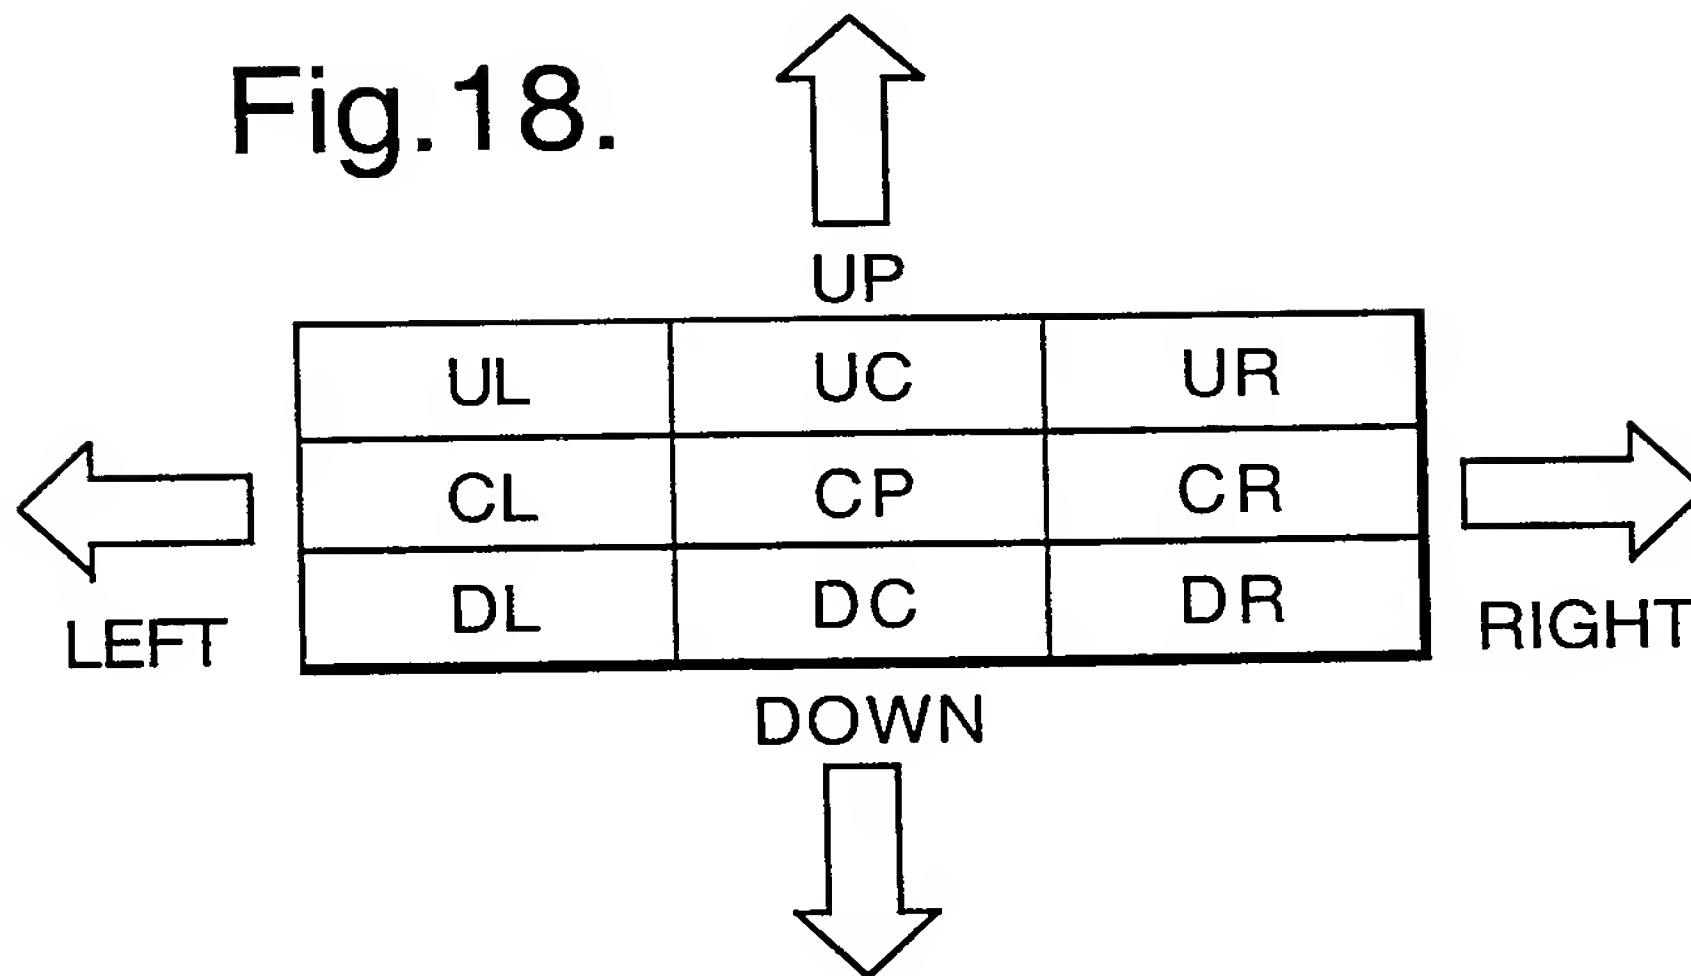 Fig.18.
UP
UL UC UR
CL CP CR
DL DC DR
LEFT
RIGHT
DOWN